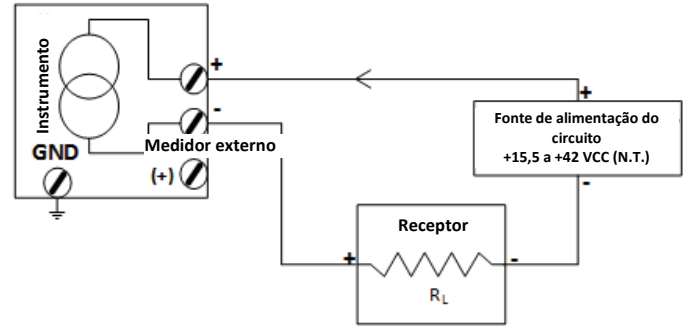 Instrumento
+
-
Medidor externo
GND
(+)
+
Fonte de alimentação do
circuito
+15,5 a +42 VCC (N.T.)
-
Receptor
+
-
RL